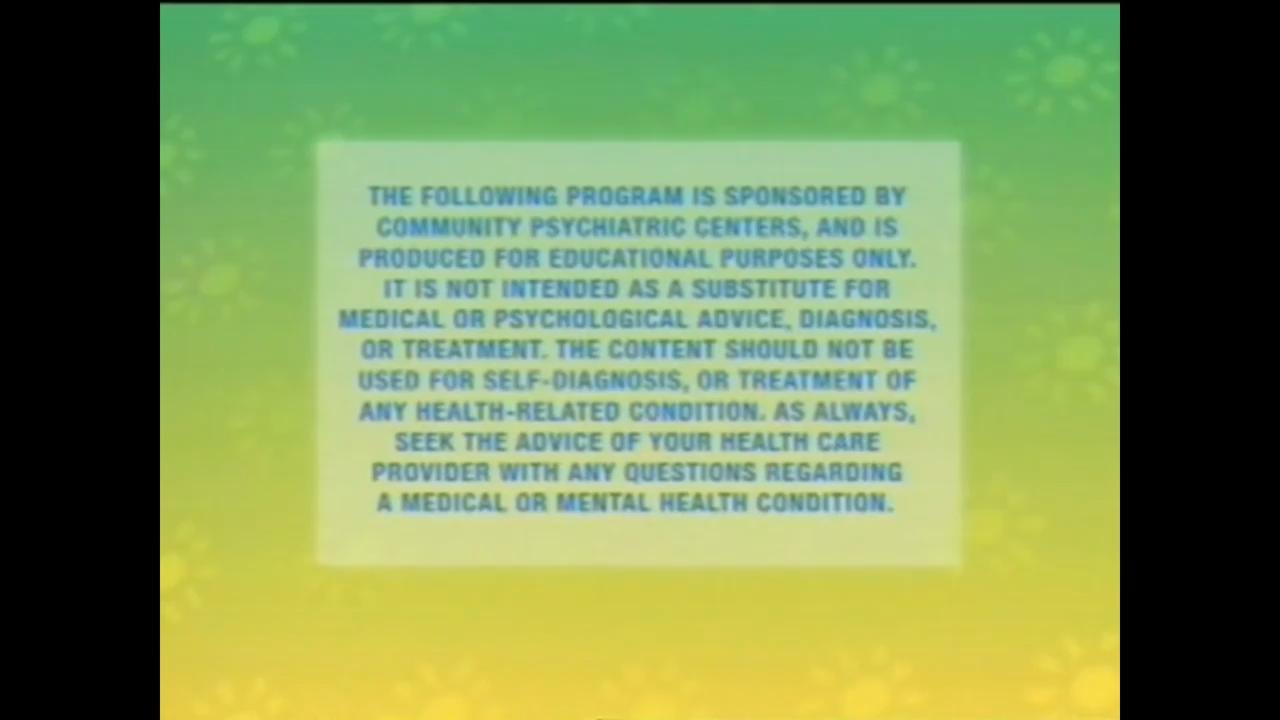 THE FOLLOWING PROGRAM IS SPONSORED BY
COMMUNITY PSYCHIATRIC CENTERS, AND IS
PRODUCED FOR EDUCATIONAL PURPOSES ONLY.
IT IS NOT INTENDED AS A SUBSTITUTE FOR
MEDICAL OR PSYCHOLOGICAL ADVICE, DIAGNOSIS,
OR TREATMENT. THE CONTENT SHOULD NOT BE
USED FOR SELF-DIAGNOSIS, OR TREATMENT OF
ANY HEALTH-RELATED CONDITION. AS ALWAYS,
SEEK THE ADVICE OF YOUR HEALTH CARE
PROVIDER WITH ANY QUESTIONS REGARDING
A MEDICAL OR MENTAL HEALTH CONDITION.